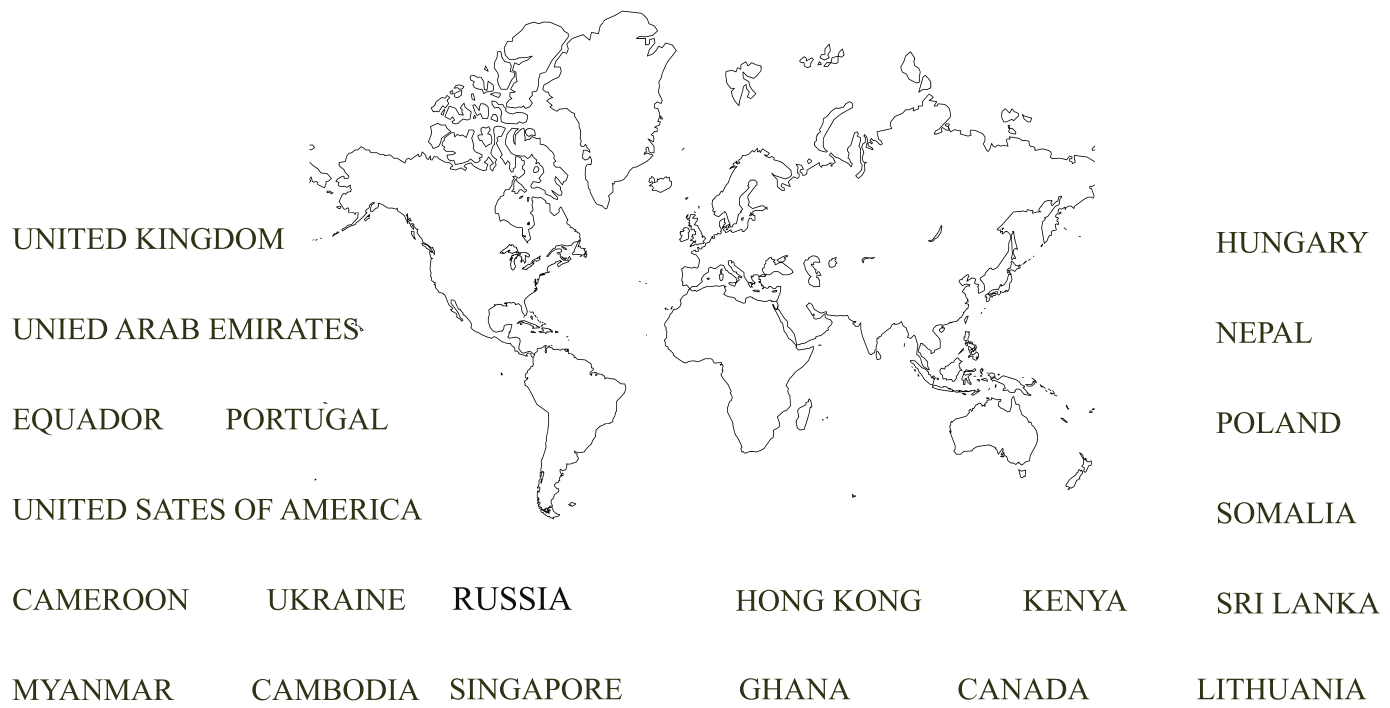 UNITED KINGDOM HUNGARY
UNIED ARAB EMIRATES NEPAL
EQUADOR PORTUGAL POLAND
UNITED SATES OF AMERICA SOMALIA
CAMEROON UKRAINE RUSSIA HONG KONG KENYA SRI LANKA
MYANMAR CAMBODIA SINGAPORE GHANA CANADA LITHUANIA